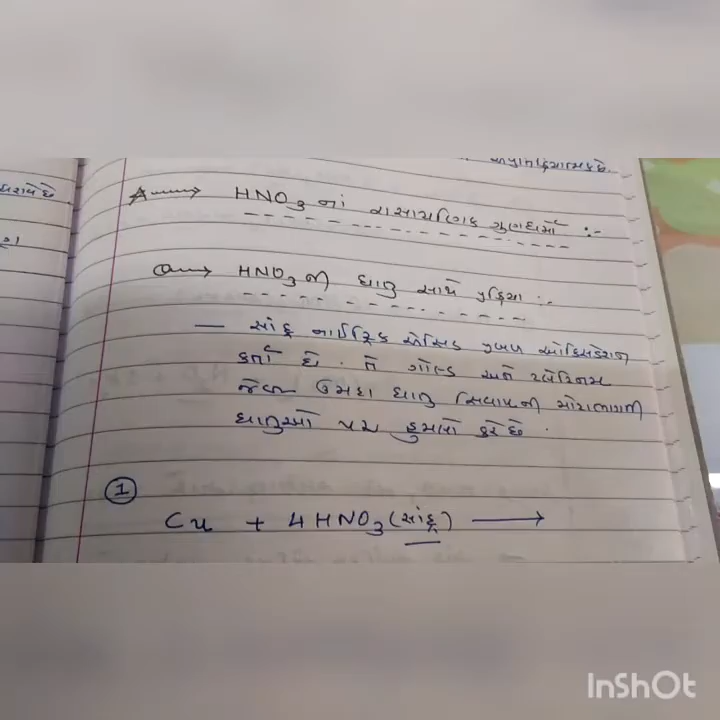 ધરાવે છે.
A → HNO3 નાં રાસાયણિક ગુણધર્મો :-
a → HNO3 ની ધાતુ સાથે પ્રક્રિયા :-
— સાંદ્ર નાઈટ્રિક એસિડ પ્રબળ ઓક્સિડેશન
કર્તા છે. તે ગોલ્ડ અને પ્લેટિનમ
જેવી ઉમદા ધાતુ સિવાયની મોટાભાગની
ધાતુઓ પર હુમલો કરે છે.
① Cu + 4HNO3 (સાંદ્ર) →
InShOt